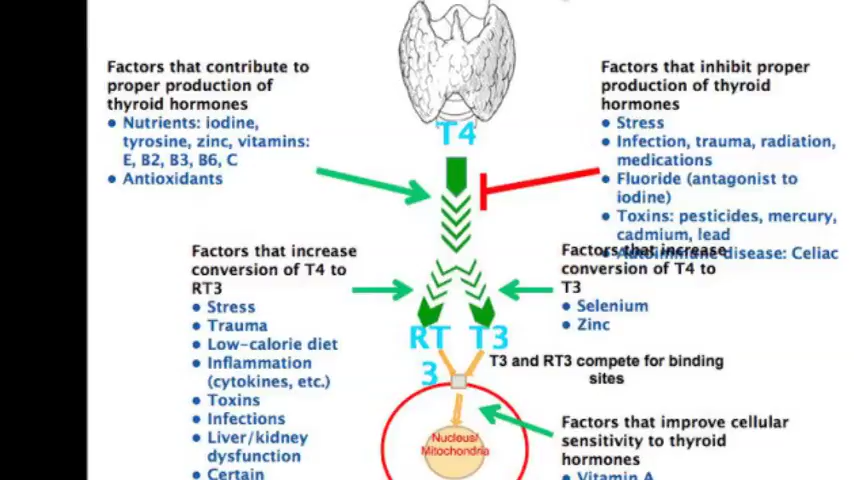 Factors that contribute to
proper production of
thyroid hormones
• Nutrients: iodine,
tyrosine, zinc, vitamins:
E, B2, B3, B6, C
• Antioxidants
T4
Factors that inhibit proper
production of thyroid
hormones
• Stress
• Infection, trauma, radiation,
medications
• Fluoride (antagonist to
iodine)
• Toxins: pesticides, mercury,
cadmium, lead
• Autoimmune disease: Celiac
Factors that increase
conversion of T4 to
RT3
• Stress
• Trauma
• Low-calorie diet
• Inflammation
(cytokines, etc.)
• Toxins
• Infections
• Liver/kidney
dysfunction
• Certain
Factors that increase
conversion of T4 to
T3
• Selenium
• Zinc
RT
3
T3
T3 and RT3 compete for binding
sites
Nucleus/
Mitochondria
Factors that improve cellular
sensitivity to thyroid
hormones
• Vitamin A